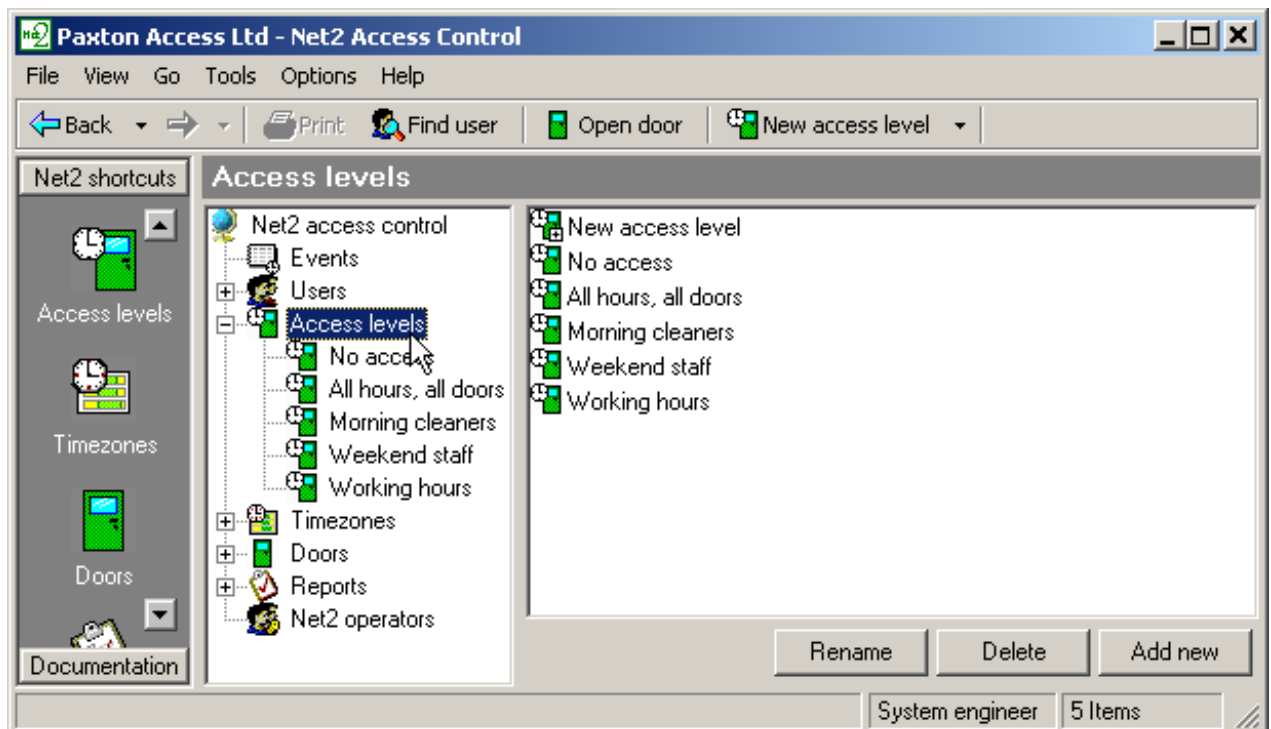 Paxton Access Ltd - Net2 Access Control
File View Go Tools Options Help
Back Print Find user Open door New access level
Net2 shortcuts
Access levels
Timezones
Doors
Documentation
Access levels
Net2 access control
Events
Users
Access levels
No access
All hours, all doors
Morning cleaners
Weekend staff
Working hours
Timezones
Doors
Reports
Net2 operators
New access level
No access
All hours, all doors
Morning cleaners
Weekend staff
Working hours
Rename Delete Add new
System engineer 5 Items